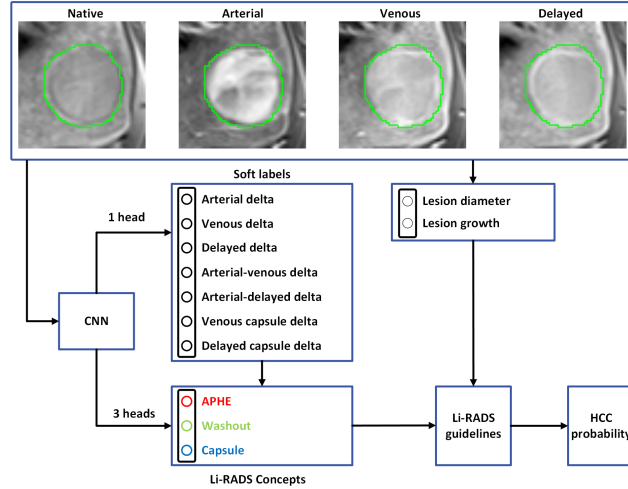 Native
Arterial
Venous
Delayed
Soft labels
Arterial delta
Venous delta
Delayed delta
Arterial-venous delta
Arterial-delayed delta
Venous capsule delta
Delayed capsule delta
Lesion diameter
Lesion growth
1 head
CNN
3 heads
APHE
Washout
Capsule
Li-RADS Concepts
Li-RADS
guidelines
HCC
probability